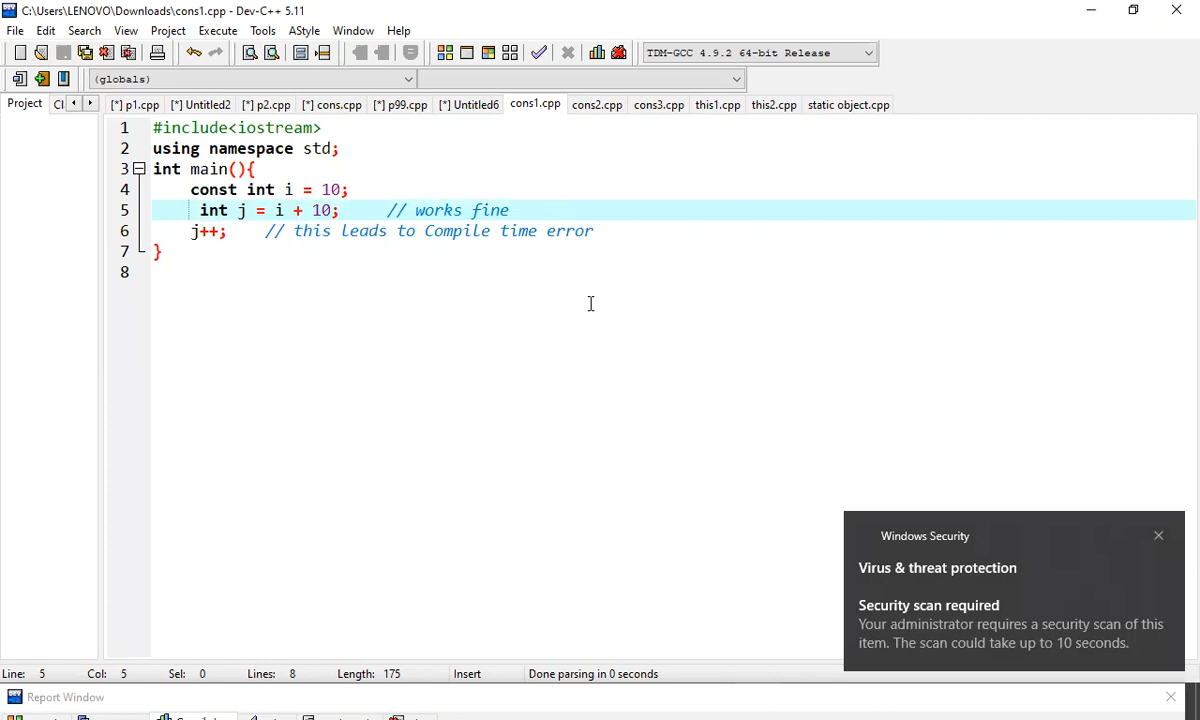 C:\Users\LENOVO\Downloads\cons1.cpp - Dev-C++ 5.11
File Edit Search View Project Execute Tools AStyle Window Help
TDM-GCC 4.9.2 64-bit Release
(globals)
Project Cl [*] p1.cpp [*] Untitled2 [*] p2.cpp [*] cons.cpp [*] p99.cpp [*] Untitled6 cons1.cpp cons2.cpp cons3.cpp this1.cpp this2.cpp static object.cpp
1 #include<iostream>
2 using namespace std;
3 int main(){
4 const int i = 10;
5 int j = i + 10; // works fine
6 j++; // this leads to Compile time error
7 }
8
Windows Security
Virus & threat protection
Security scan required
Your administrator requires a security scan of this
item. The scan could take up to 10 seconds.
Line: 5 Col: 5 Sel: 0 Lines: 8 Length: 175 Insert Done parsing in 0 seconds
Report Window